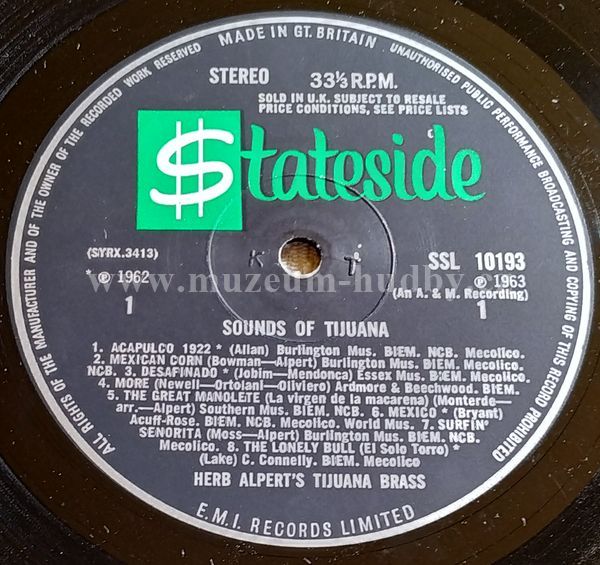 MADE IN GT. BRITAIN
UNAUTHORISED PUBLIC PERFORMANCE BROADCASTING AND COPYING OF THIS RECORD PROHIBITED
ALL RIGHTS OF THE MANUFACTURER AND OF THE OWNER OF THE RECORDED WORK RESERVED
STEREO 33⅓ R.P.M.
SOLD IN U.K. SUBJECT TO RESALE
PRICE CONDITIONS, SEE PRICE LISTS
$tateside
K T
(SYRX.3413) SSL 10193
* ℗ 1962 ℗ 1963
1 (An A. & M. Recording)
1
www.muzeum-hudby.
SOUNDS OF TIJUANA
1. ACAPULCO 1922 * (Allan) Burlington Mus. BIEM. NCB. Mecolico.
2. MEXICAN CORN (Bowman—Alpert) Burlington Mus. BIEM. Mecolico.
NCB. 3. DESAFINADO * (Jobim—Mendonca) Essex Mus. BIEM. Mecolico.
4. MORE (Newell—Ortolani—Oliviero) Ardmore & Beechwood. BIEM.
5. THE GREAT MANOLETE (La virgen de la macarena) (Monterde—
arr.—Alpert) Southern Mus. BIEM. NCB. 6. MEXICO * (Bryant)
Acuff-Rose. BIEM. NCB. Mecolico. World Mus. 7. SURFIN'
SENORITA (Moss—Alpert) Burlington Mus. BIEM. NCB.
Mecolico. 8. THE LONELY BULL (El Solo Torro) *
(Lake) C. Connelly. BIEM. Mecolico
HERB ALPERT'S TIJUANA BRASS
E.M.I. RECORDS LIMITED